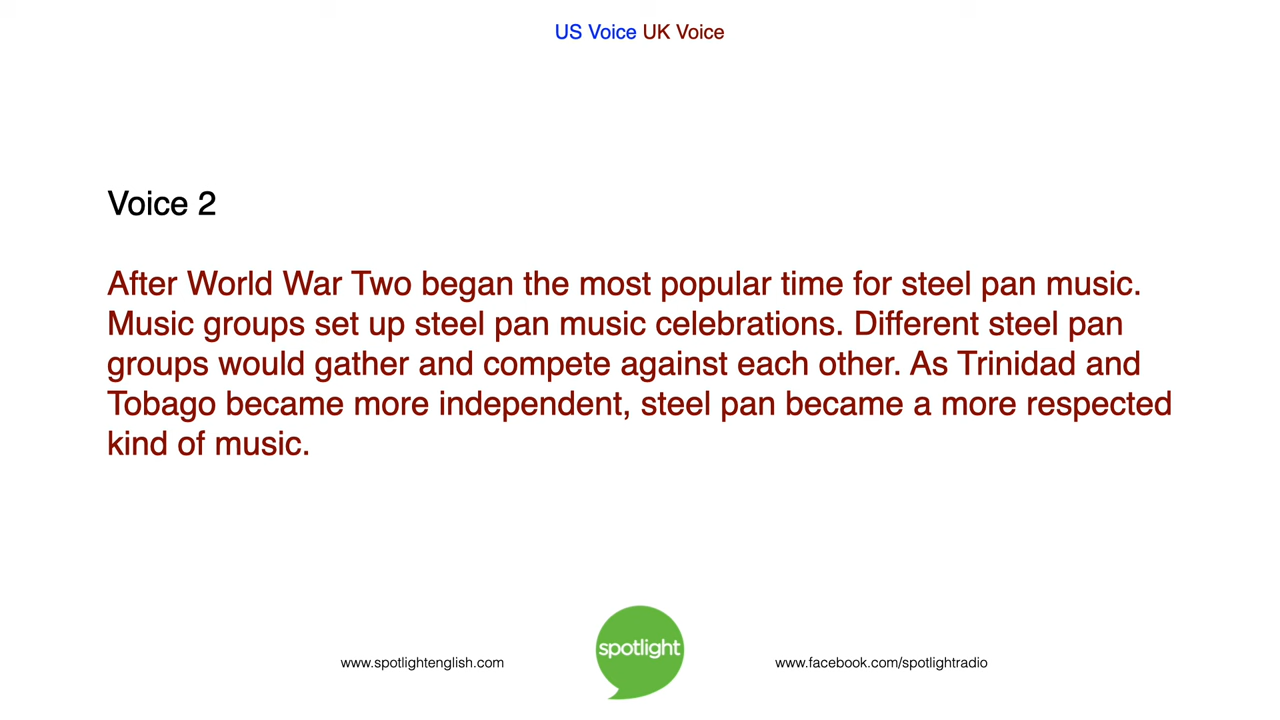 US Voice UK Voice
Voice 2
After World War Two began the most popular time for steel pan music.
Music groups set up steel pan music celebrations. Different steel pan
groups would gather and compete against each other. As Trinidad and
Tobago became more independent, steel pan became a more respected
kind of music.
www.spotlightenglish.com
spotlight
www.facebook.com/spotlightradio